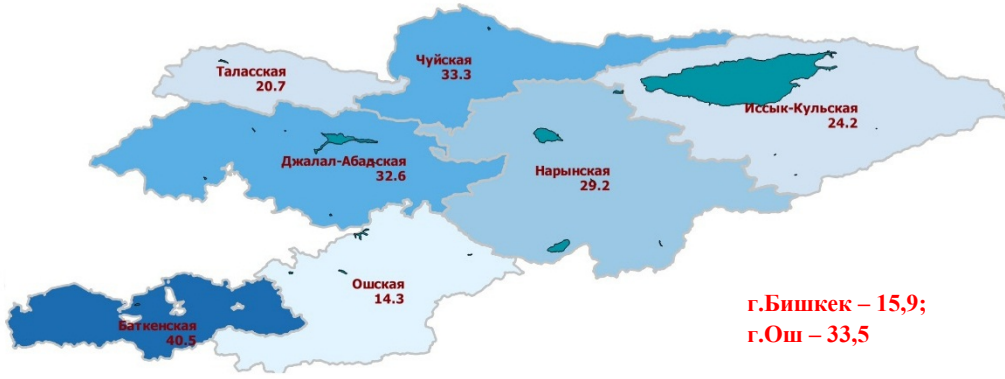 Таласская
20.7
Чуйская
33.3
Иссык-Кульская
24.2
Джалал-Абадская
32.6
Нарынская
29.2
Ошская
14.3
Баткенская
40.5
г.Бишкек – 15,9;
г.Ош – 33,5